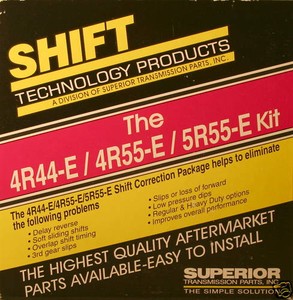 SHIFT
TECHNOLOGY PRODUCTS
A DIVISION OF SUPERIOR TRANSMISSION PARTS, INC.
The
4R44-E / 4R55-E / 5R55-E Kit
The 4R44-E/4R55-E/5R55-E Shift Correction Package helps to eliminate
the following problems
• Delay reverse
• Soft sliding shifts
• Overlap shift timing
• 3rd gear slips
• Slips or loss of forward
• Low pressure dips
• Regular & Heavy Duty options
• Improves overall performance
THE HIGHEST QUALITY AFTERMARKET
PARTS AVAILABLE-EASY TO INSTALL
SUPERIOR
TRANSMISSION PARTS, INC.
THE SIMPLE SOLUTION